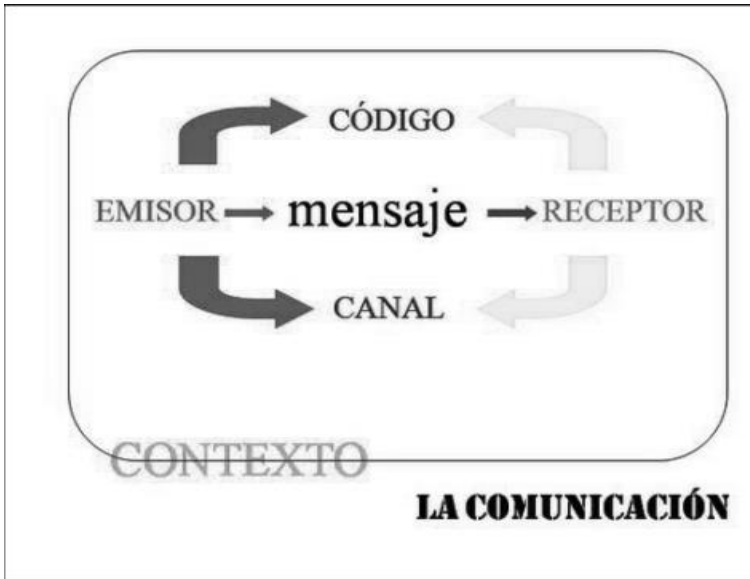 CÓDIGO
EMISOR mensaje RECEPTOR
CANAL
CONTEXTO
LA COMUNICACIÓN